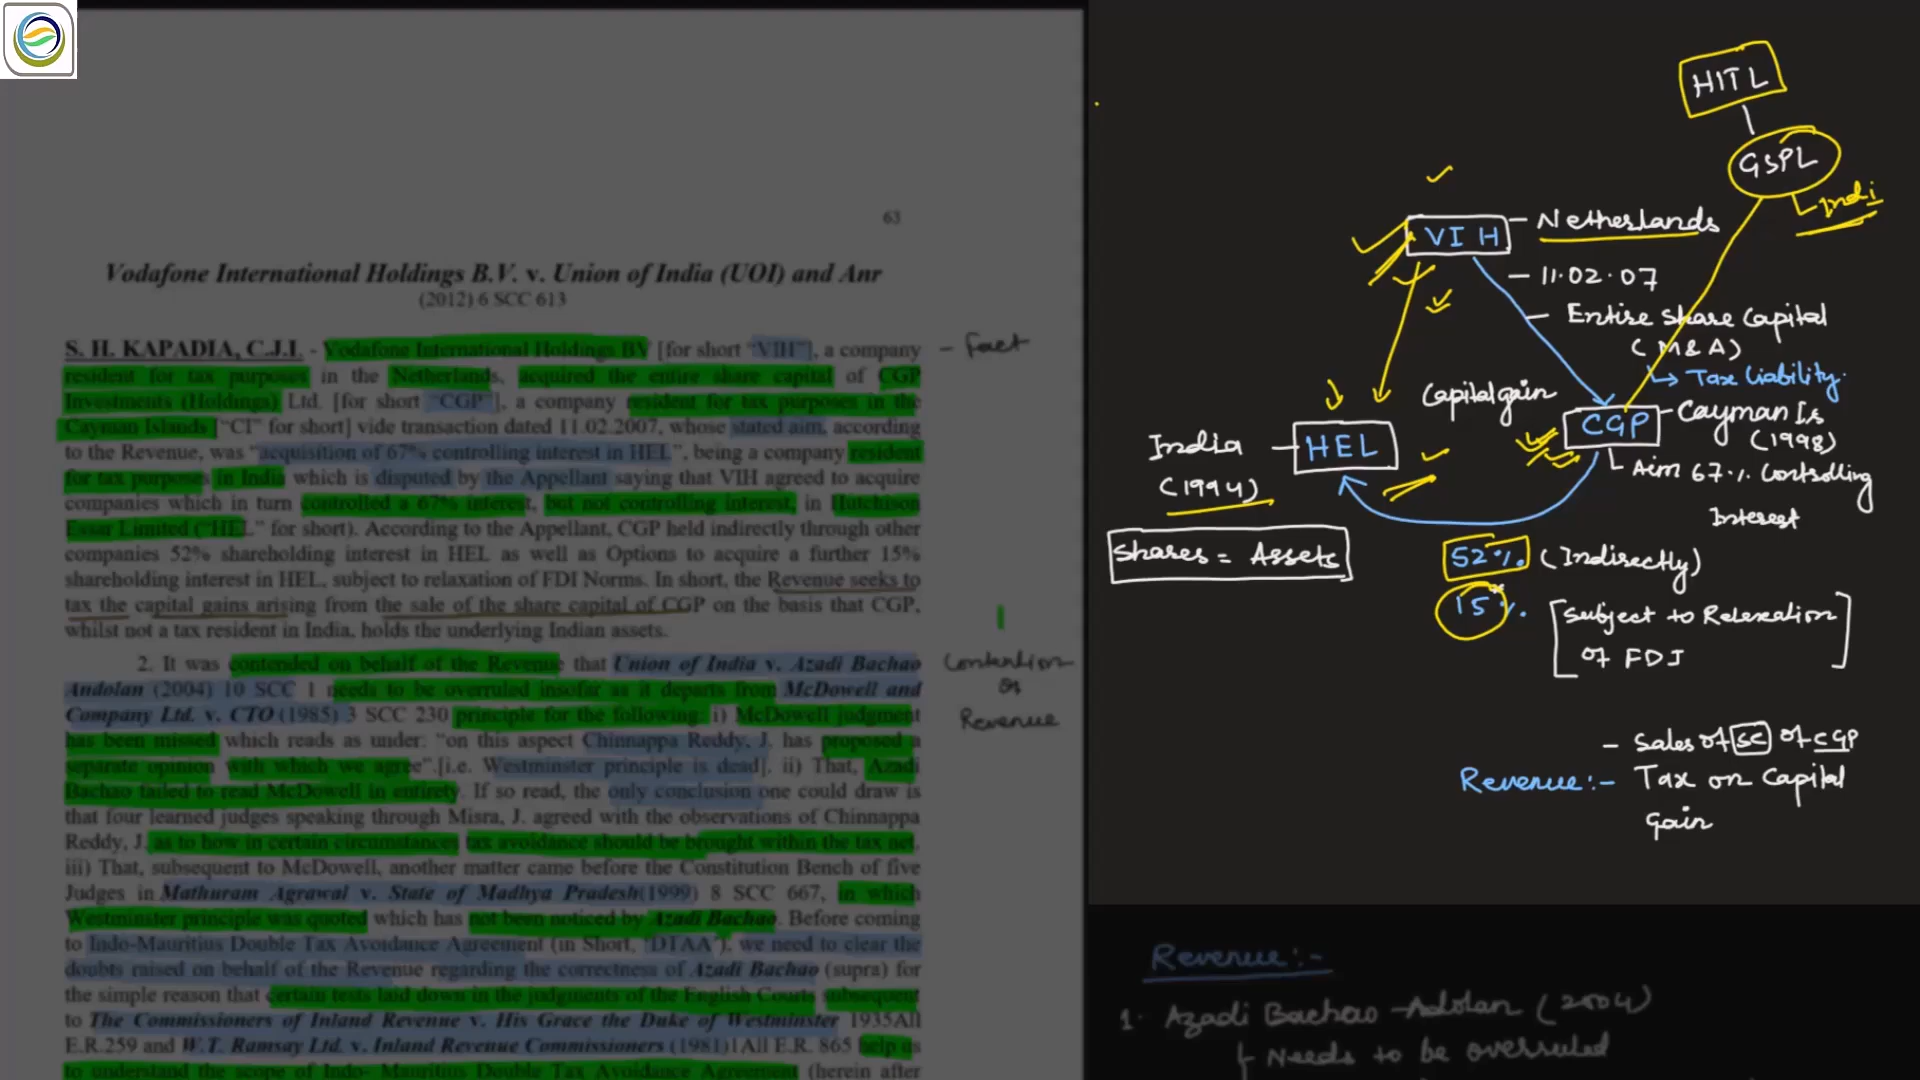 63
Vodafone International Holdings B.V. v. Union of India (UOI) and Anr
(2012) 6 SCC 613
S. H. KAPADIA, C.J.I. - Vodafone International Holdings BV [for short "VIH"], a company
resident for tax purposes in the Netherlands, acquired the entire share capital of CGP
Investments (Holdings) Ltd. [for short "CGP"], a company resident for tax purposes in the
Cayman Islands ["CI" for short] vide transaction dated 11.02.2007, whose stated aim, according
to the Revenue, was "acquisition of 67% controlling interest in HEL", being a company resident
for tax purposes in India which is disputed by the Appellant saying that VIH agreed to acquire
companies which in turn controlled a 67% interest, but not controlling interest, in Hutchison
Essar Limited ("HEL" for short). According to the Appellant, CGP held indirectly through other
companies 52% shareholding interest in HEL as well as Options to acquire a further 15%
shareholding interest in HEL, subject to relaxation of FDI Norms. In short, the Revenue seeks to
tax the capital gains arising from the sale of the share capital of CGP on the basis that CGP,
whilst not a tax resident in India, holds the underlying Indian assets.
2. It was contended on behalf of the Revenue that Union of India v. Azadi Bachao
Andolan (2004) 10 SCC 1 needs to be overruled insofar as it departs from McDowell and
Company Ltd. v. CTO (1985) 3 SCC 230 principle for the following: i) McDowell judgment
has been missed which reads as under: "on this aspect Chinnappa Reddy, J. has proposed a
separate opinion with which we agree".[i.e. Westminster principle is dead]. ii) That, Azadi
Bachao failed to read McDowell in entirety. If so read, the only conclusion one could draw is
that four learned judges speaking through Misra, J. agreed with the observations of Chinnappa
Reddy, J. as to how in certain circumstances tax avoidance should be brought within the tax net.
iii) That, subsequent to McDowell, another matter came before the Constitution Bench of five
Judges in Mathuram Agrawal v. State of Madhya Pradesh(1999) 8 SCC 667, in which
Westminster principle was quoted which has not been noticed by Azadi Bachao. Before coming
to Indo-Mauritius Double Tax Avoidance Agreement (in Short, "DTAA"), we need to clear the
doubts raised on behalf of the Revenue regarding the correctness of Azadi Bachao (supra) for
the simple reason that certain tests laid down in the judgments of the English Courts subsequent
to The Commissioners of Inland Revenue v. His Grace the Duke of Westminster 1935All
E.R.259 and W.T. Ramsay Ltd. v. Inland Revenue Commissioners (1981)1All E.R. 865 help us
to understand the scope of Indo- Mauritius Double Tax Avoidance Agreement (herein after
- Fact
Contention
of
Revenue
HITL
GSPL
Indi
VIH - Netherlands
- 11.02.07
- Entire Share Capital
(M&A)
Tax Liability
Capital gain
CGP - Cayman Is
(1998)
Aim 67% Controlling
Interest
India - HEL
(1994)
Shares = Assets
52% (Indirectly)
15% [Subject to Relexation
of FDI]
- Sales of SC of CGP
Revenue:- Tax on Capital
Gain
Revenue:-
1. Azadi Bachao -Adolan (2004)
Needs to be overruled